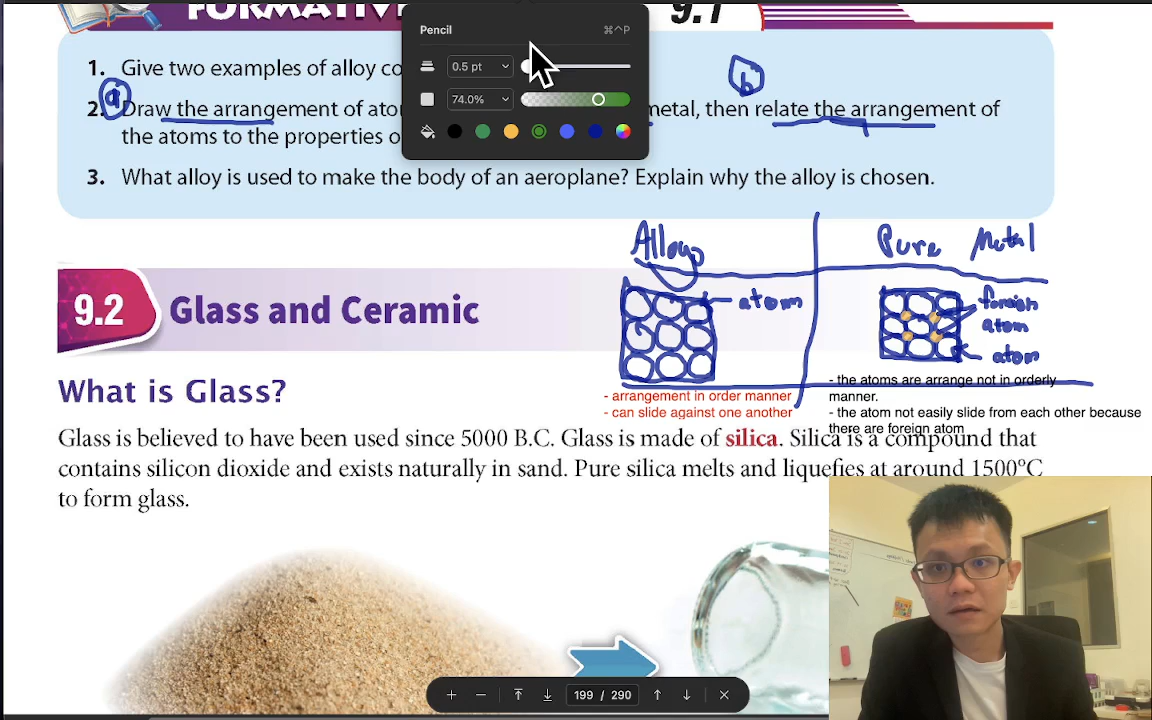 FORMATIV
9.1
Pencil
⌘^P
0.5 pt
74.0%
1. Give two examples of alloy co
b
a
2. Draw the arrangement of ato metal, then relate the arrangement of
the atoms to the properties o
3. What alloy is used to make the body of an aeroplane? Explain why the alloy is chosen.
Alloy
Pure Metal
atom
foreign
atom
atom
9.2 Glass and Ceramic
- arrangement in order manner
- can slide against one another
- the atoms are arrange not in orderly
manner.
- the atom not easily slide from each other because
there are foreign atom
What is Glass?
Glass is believed to have been used since 5000 B.C. Glass is made of silica. Silica is a compound that
contains silicon dioxide and exists naturally in sand. Pure silica melts and liquefies at around 1500°C
to form glass.
199 / 290